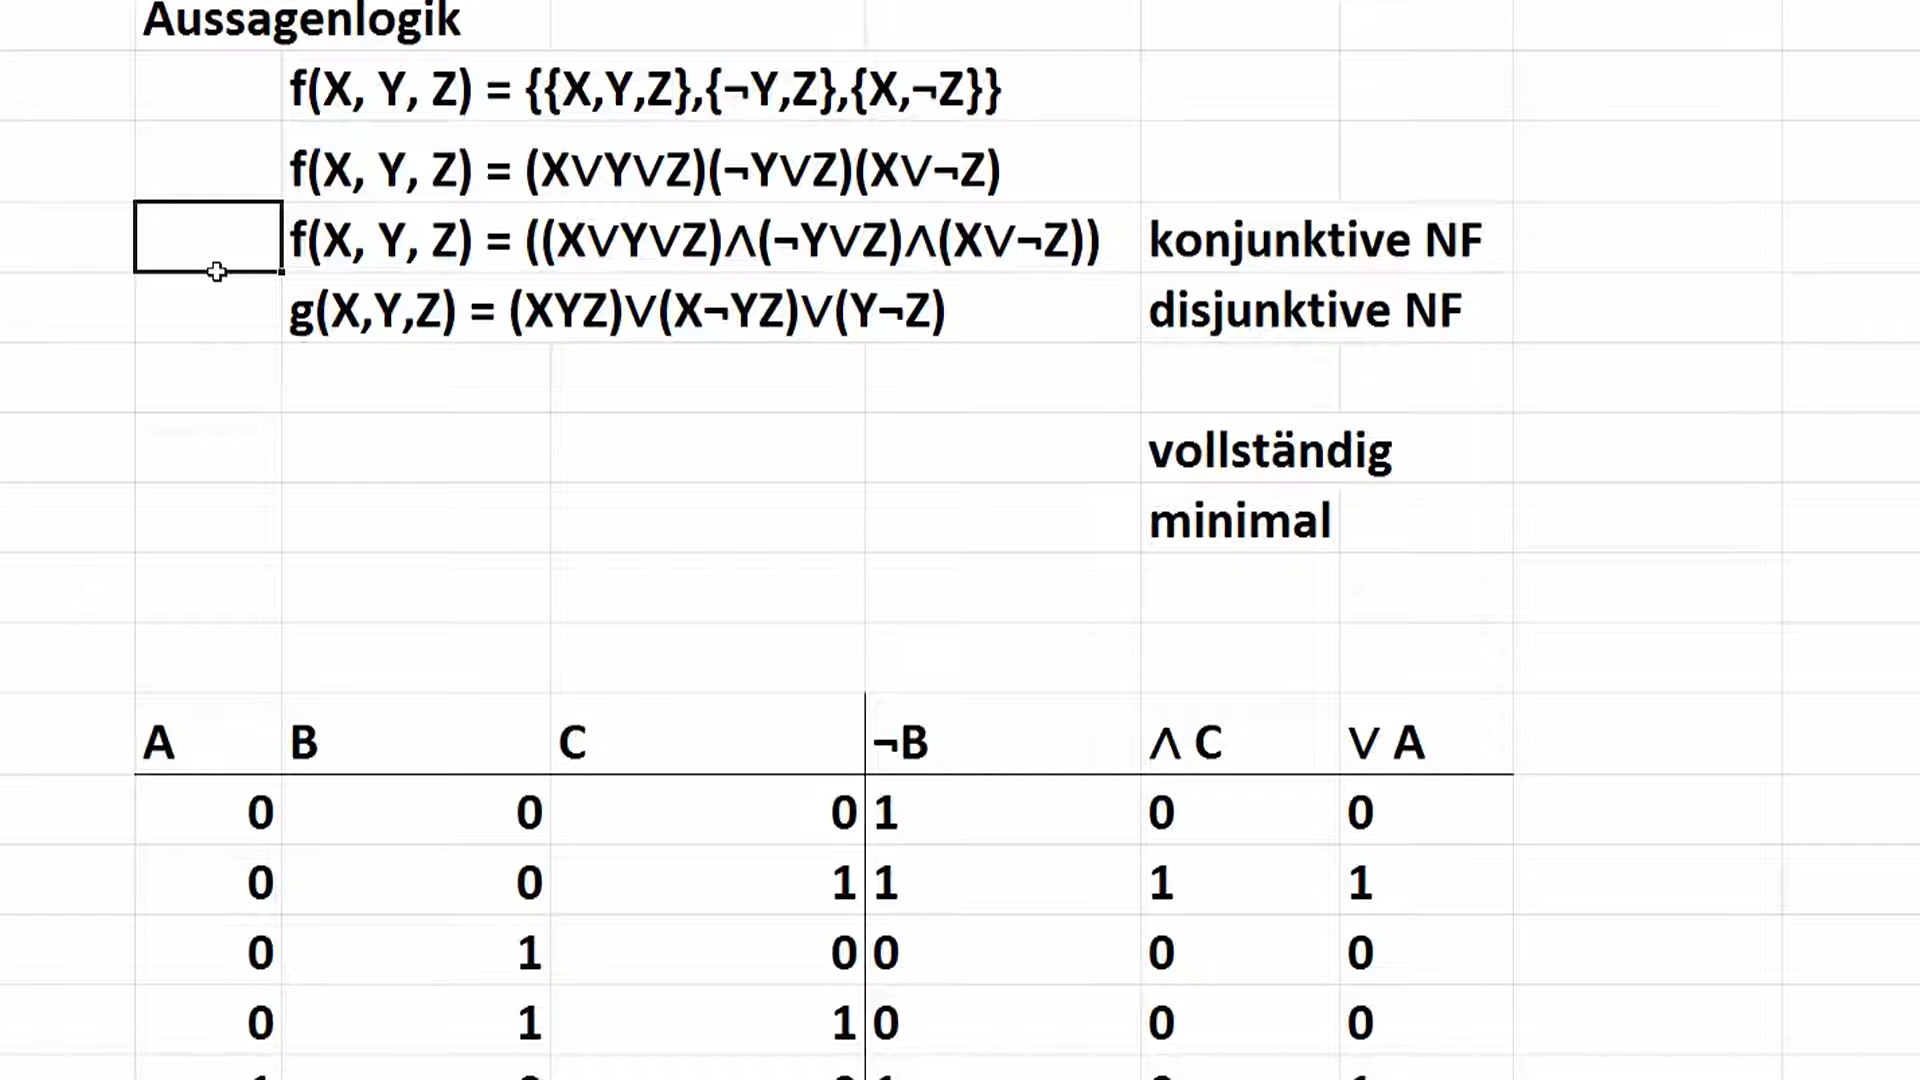 Aussagenlogik
f(X, Y, Z) = {{X,Y,Z},{¬Y,Z},{X,¬Z}}
f(X, Y, Z) = (X∨Y∨Z)(¬Y∨Z)(X∨¬Z)
f(X, Y, Z) = ((X∨Y∨Z)∧(¬Y∨Z)∧(X∨¬Z)) konjunktive NF
g(X,Y,Z) = (XYZ)∨(X¬YZ)∨(Y¬Z) disjunktive NF
vollständig
minimal
A B C ¬B ∧ C ∨ A
0 0 0 1 0 0
0 0 1 1 1 1
0 1 0 0 0 0
0 1 1 0 0 0